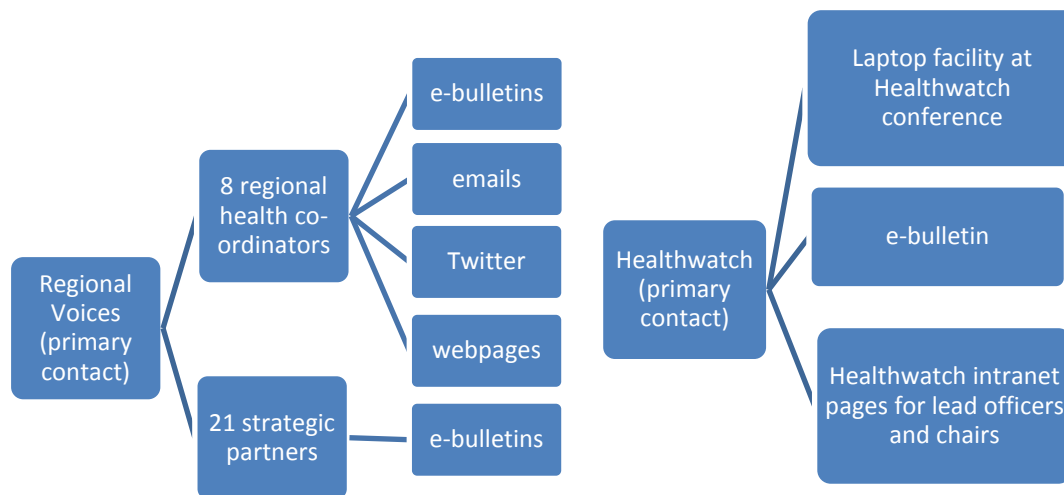 Regional
Voices
(primary
contact)
8 regional
health co-
ordinators
21 strategic
partners
e-bulletins
emails
Twitter
webpages
e-bulletins
Healthwatch
(primary
contact)
Laptop facility at
Healthwatch
conference
e-bulletin
Healthwatch intranet
pages for lead officers
and chairs